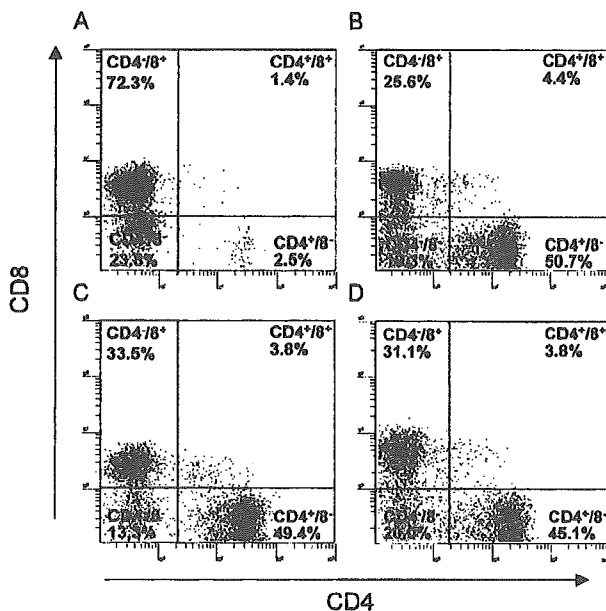 A
CD4⁻/8⁺
72.3%
CD4⁺/8⁺
1.4%
23.8%
CD4⁺/8⁻
2.5%
B
CD4⁻/8⁺
25.6%
CD4⁺/8⁺
4.4%
CD4⁺/8⁻
50.7%
C
CD4⁻/8⁺
33.5%
CD4⁺/8⁺
3.8%
CD4⁺/8⁻
49.4%
D
CD4⁻/8⁺
31.1%
CD4⁺/8⁺
3.8%
CD4⁺/8⁻
45.1%
CD8
CD4